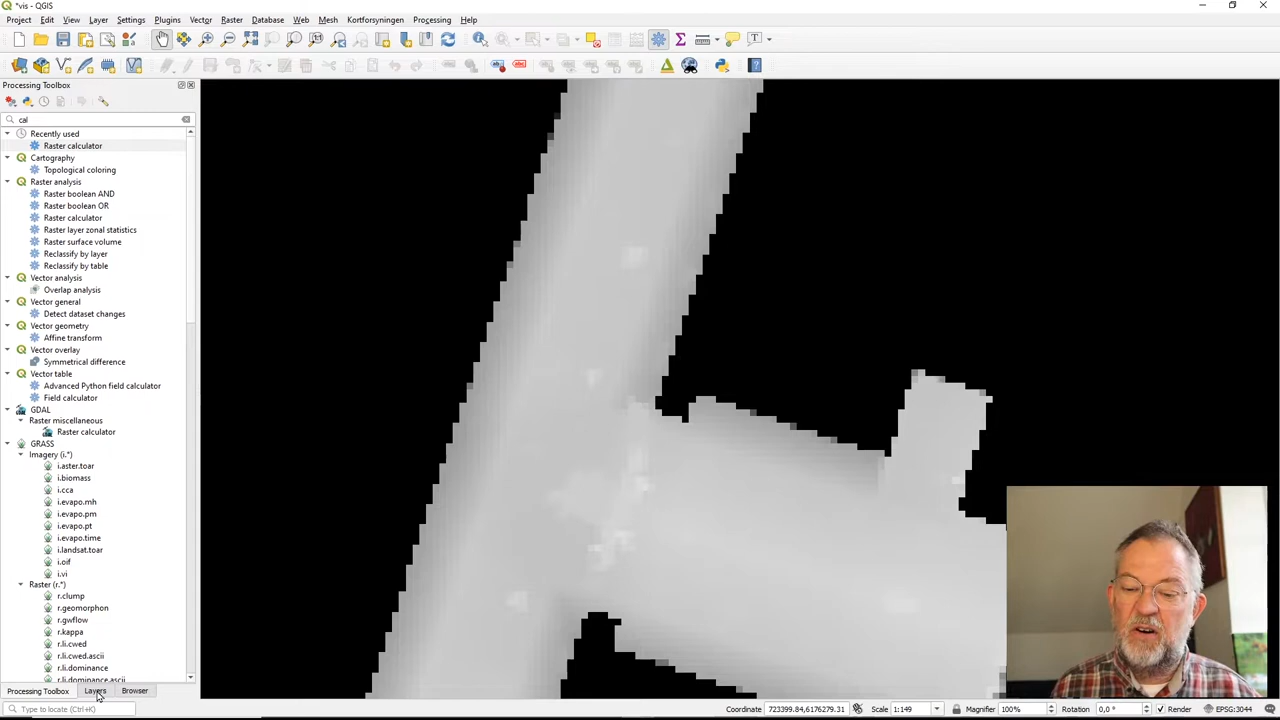 *vis - QGIS
Project Edit View Layer Settings Plugins Vector Raster Database Web Mesh Kortforsyningen Processing Help
Processing Toolbox
cal
Recently used
Raster calculator
Cartography
Topological coloring
Raster analysis
Raster boolean AND
Raster boolean OR
Raster calculator
Raster layer zonal statistics
Raster surface volume
Reclassify by layer
Reclassify by table
Vector analysis
Overlap analysis
Vector general
Detect dataset changes
Vector geometry
Affine transform
Vector overlay
Symmetrical difference
Vector table
Advanced Python field calculator
Field calculator
GDAL
Raster miscellaneous
Raster calculator
GRASS
Imagery (i.*)
i.aster.toar
i.biomass
i.cca
i.evapo.mh
i.evapo.pm
i.evapo.pt
i.evapo.time
i.landsat.toar
i.oif
i.vi
Raster (r.*)
r.clump
r.geomorphon
r.gwflow
r.kappa
r.li.cwed
r.li.cwed.ascii
r.li.dominance
r.li.dominance.ascii
Processing Toolbox Layers Browser
Type to locate (Ctrl+K) Coordinate 723399.84,6176279.31 Scale 1:149 Magnifier 100% Rotation 0,0 ° Render EPSG:3044